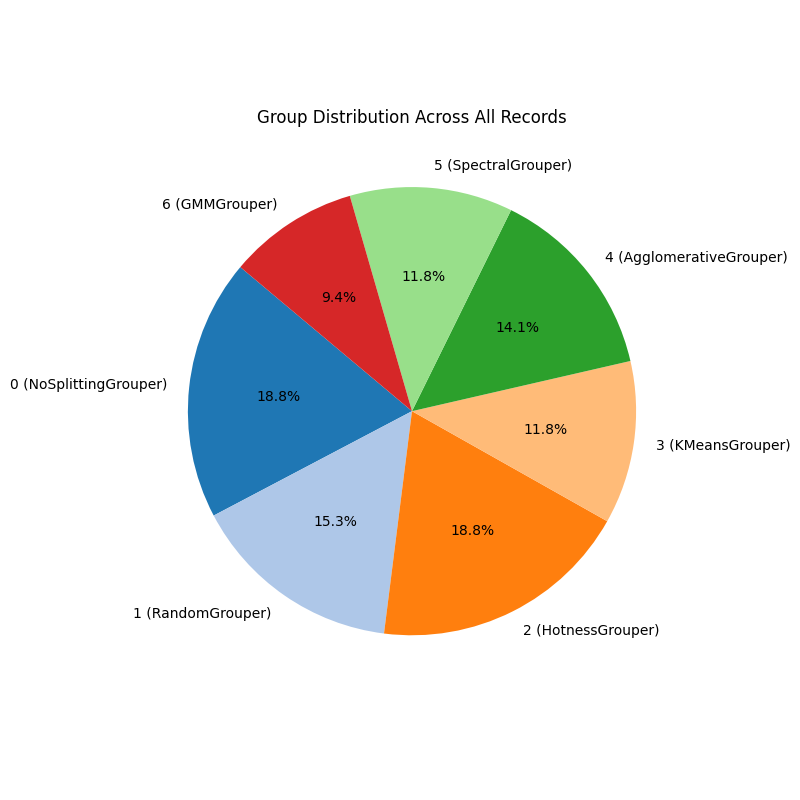 Group Distribution Across All Records
5 (SpectralGrouper)
6 (GMMGrouper)
4 (AgglomerativeGrouper)
11.8%
9.4%
14.1%
0 (NoSplittingGrouper)
18.8%
11.8%
3 (KMeansGrouper)
15.3%
18.8%
1 (RandomGrouper)
2 (HotnessGrouper)